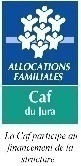 ALLOCATIONS
FAMILIALES
Caf
du Jura
La Caf participe au
financement de la
structure